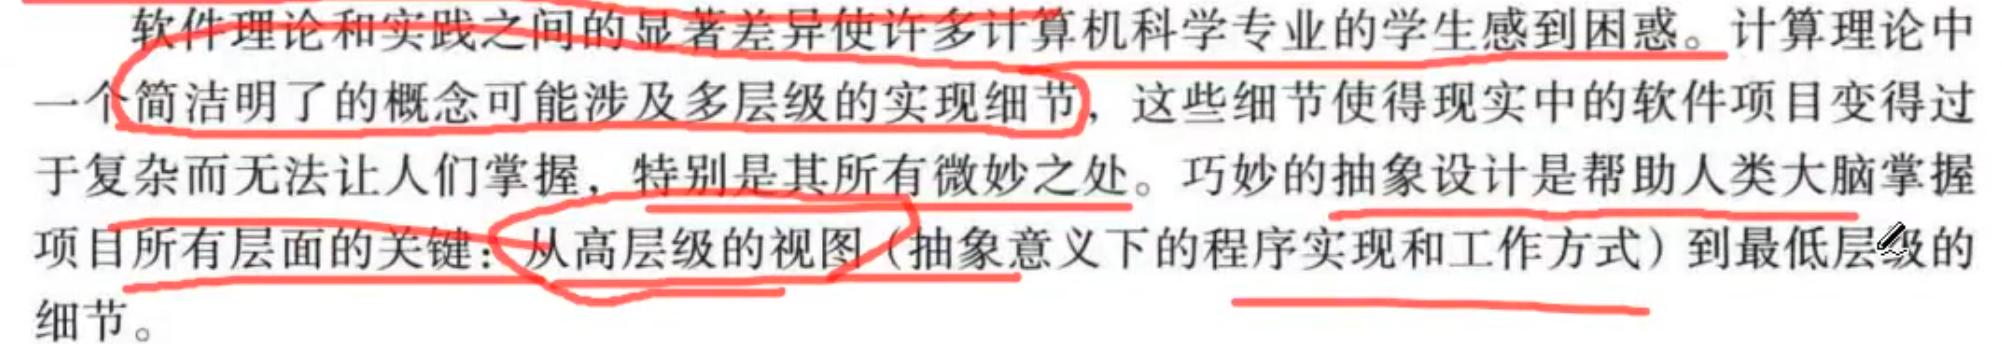 软件理论和实践之间的显著差异使许多计算机科学专业的学生感到困惑。计算理论中
一个简洁明了的概念可能涉及多层级的实现细节，这些细节使得现实中的软件项目变得过
于复杂而无法让人们掌握，特别是其所有微妙之处。巧妙的抽象设计是帮助人类大脑掌握
项目所有层面的关键：从高层级的视图（抽象意义下的程序实现和工作方式）到最低层级的
细节。